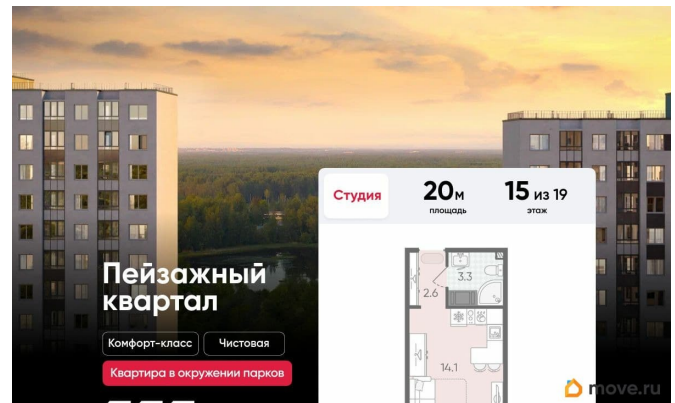 Студия
20м
площадь
15 из 19
этаж
Пейзажный
квартал
Комфорт-класс
Чистовая
Квартира в окружении парков
3.3
2.6
14.1
move.ru